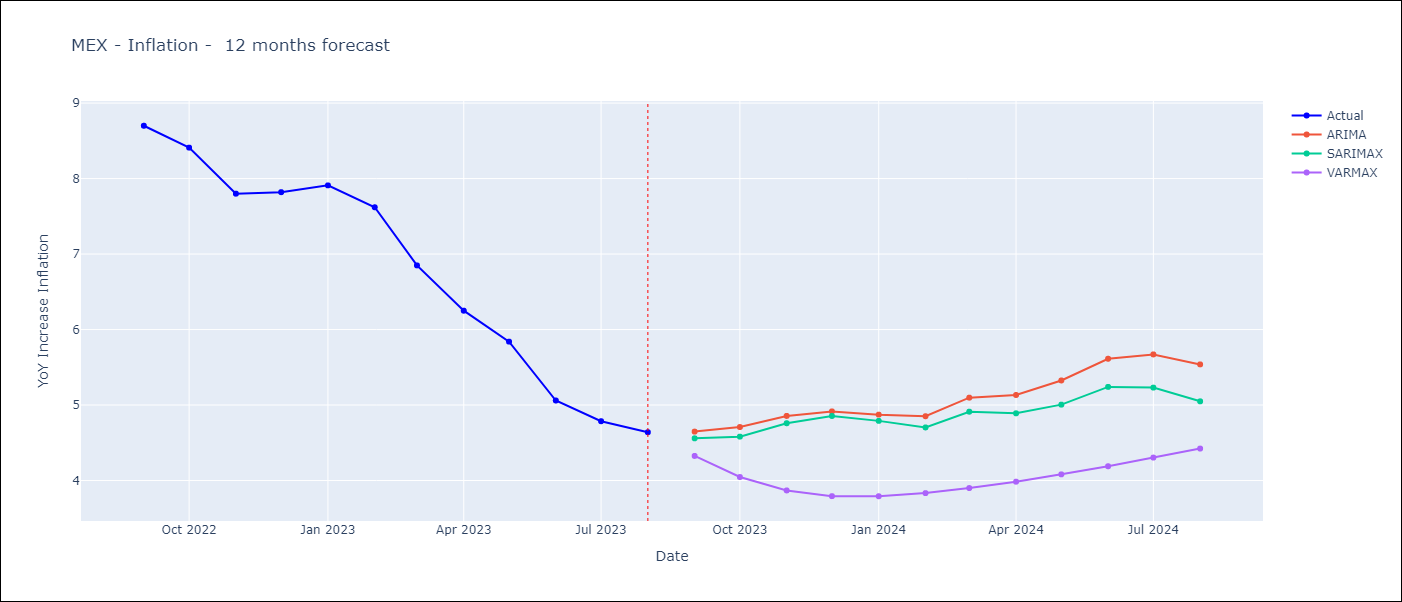 MEX - Inflation -  12 months forecast
YoY Increase Inflation
9
8
7
6
5
4
Oct 2022
Jan 2023
Apr 2023
Jul 2023
Oct 2023
Jan 2024
Apr 2024
Jul 2024
Date
Actual
ARIMA
SARIMAX
VARMAX